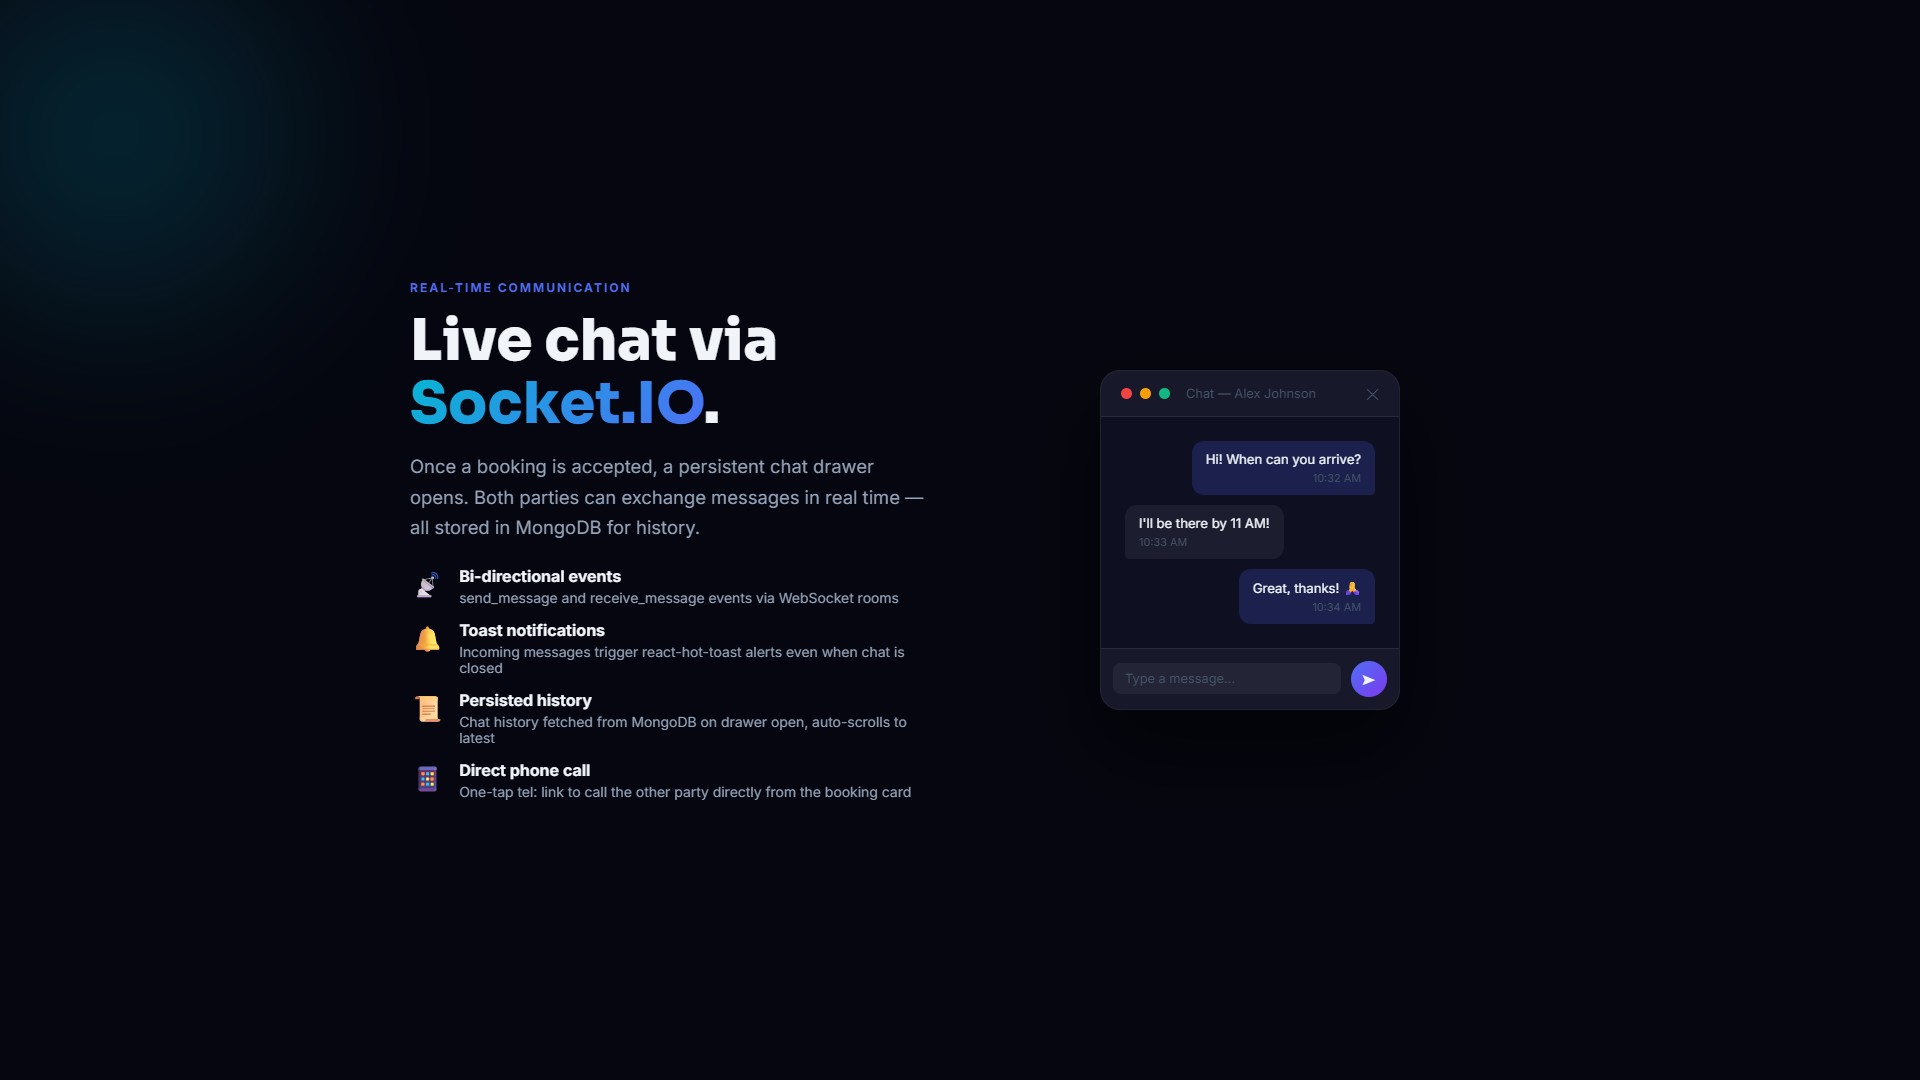 REAL-TIME COMMUNICATION
Live chat via
Socket.IO.
Once a booking is accepted, a persistent chat drawer
opens. Both parties can exchange messages in real time —
all stored in MongoDB for history.
Bi-directional events
send_message and receive_message events via WebSocket rooms
Toast notifications
Incoming messages trigger react-hot-toast alerts even when chat is
closed
Persisted history
Chat history fetched from MongoDB on drawer open, auto-scrolls to
latest
Direct phone call
One-tap tel: link to call the other party directly from the booking card
Chat — Alex Johnson
Hi! When can you arrive?
10:32 AM
I'll be there by 11 AM!
10:33 AM
Great, thanks! 🙏
10:34 AM
Type a message...